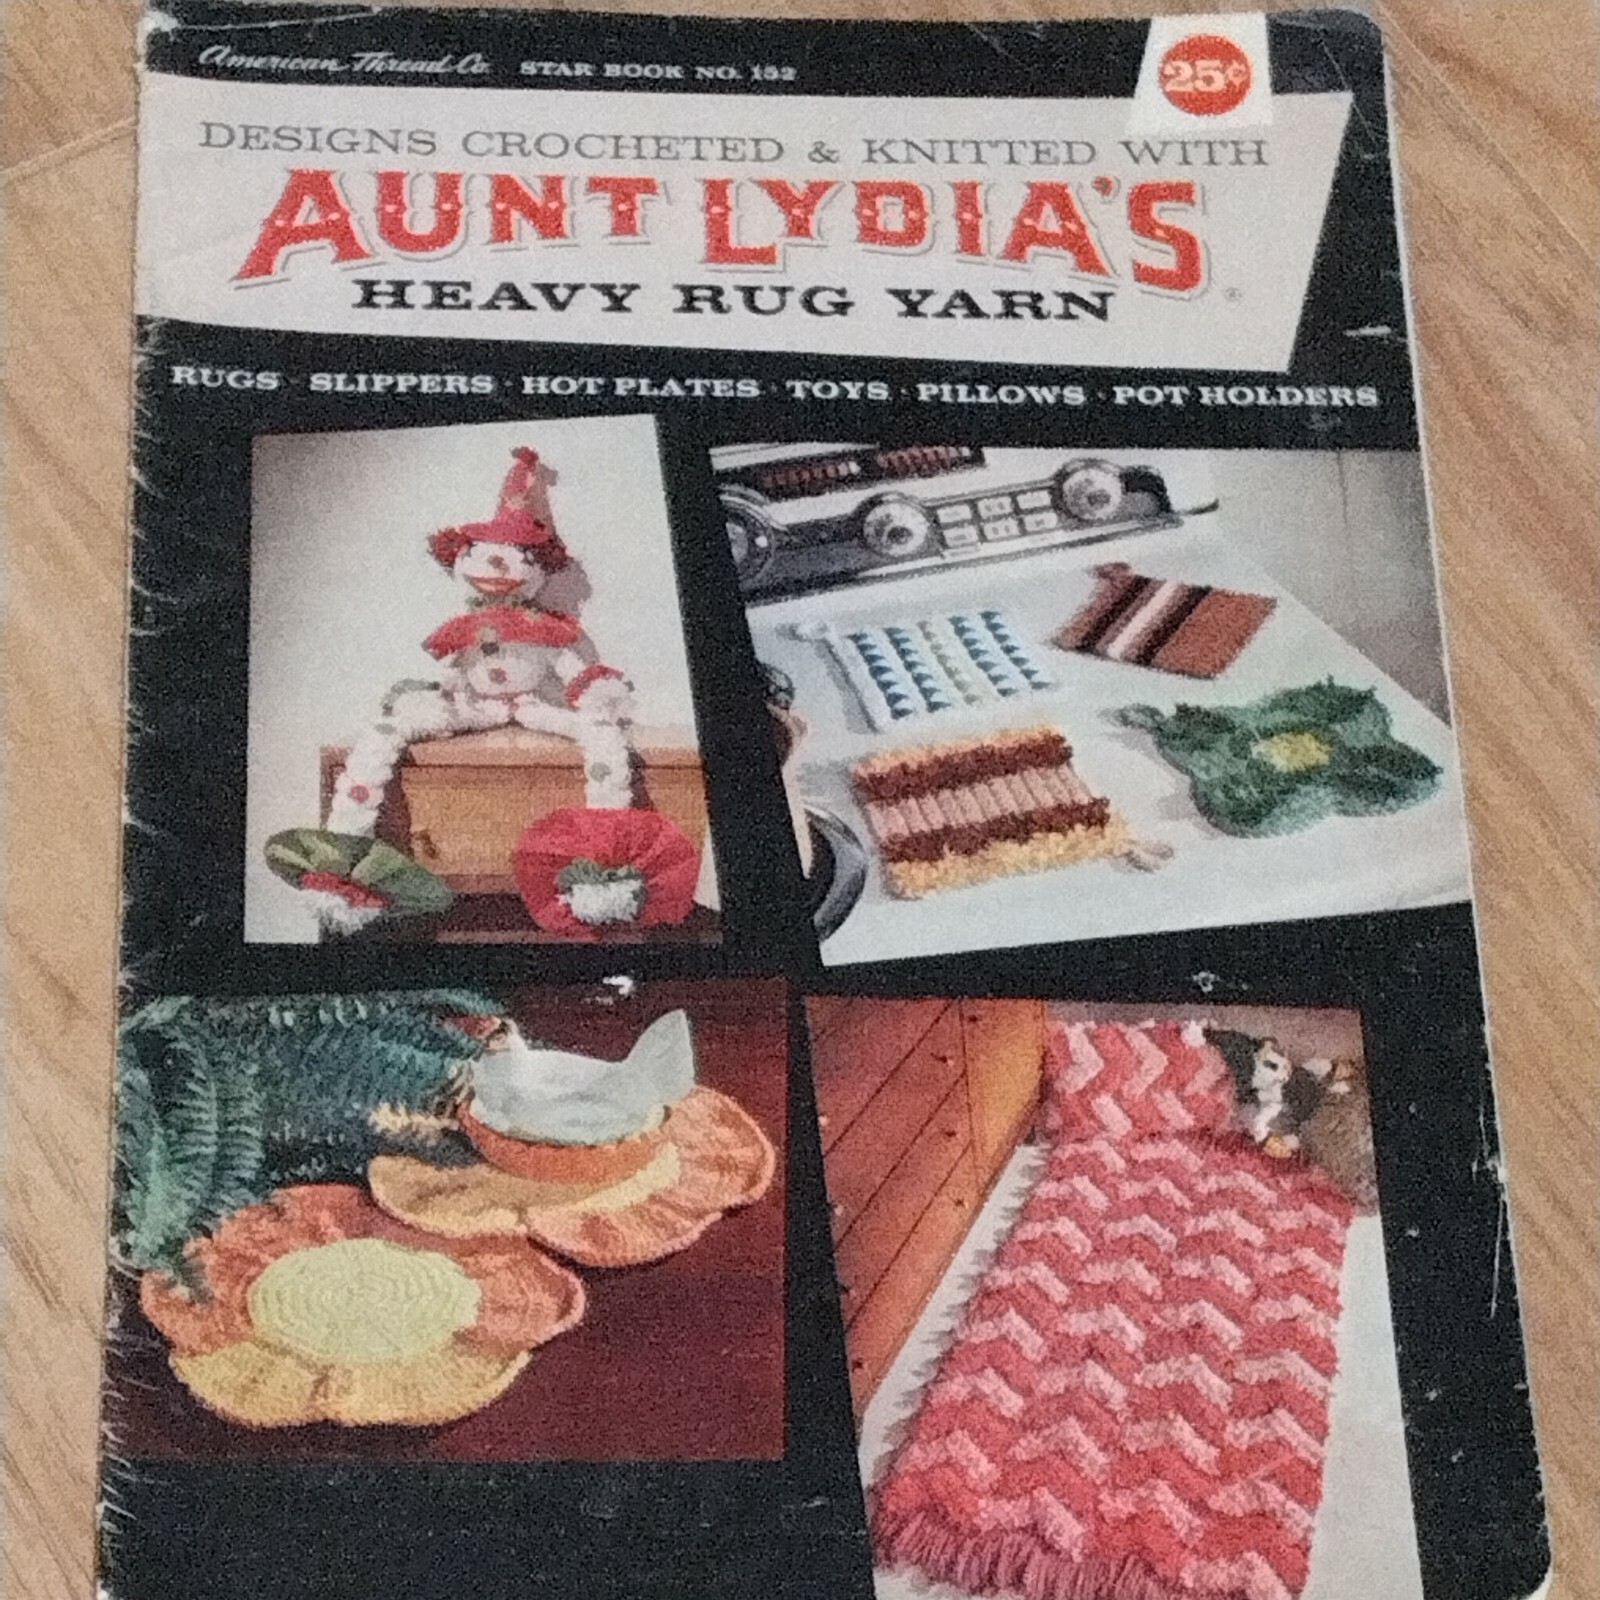 American Thread Co. STAR BOOK NO. 152
25¢
DESIGNS CROCHETED & KNITTED WITH
AUNT LYDIA'S
HEAVY RUG YARN
®
RUGS · SLIPPERS · HOT PLATES · TOYS · PILLOWS · POT HOLDERS